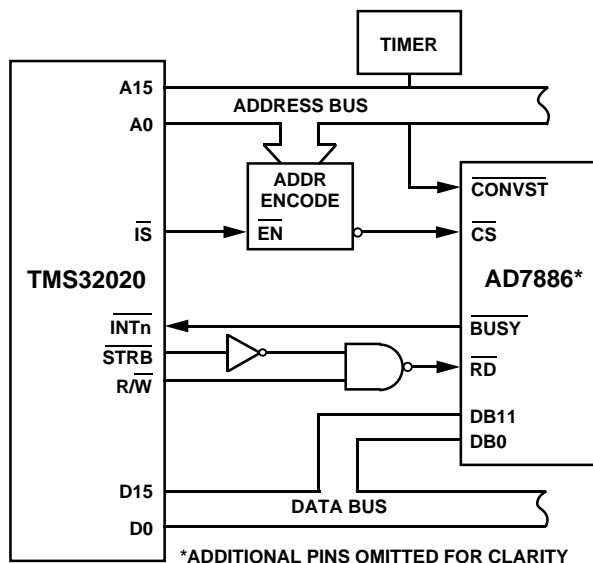 TIMER
A15
ADDRESS BUS
A0
ADDR
ENCODE
CONVST
IS
EN
CS
TMS32020
AD7886*
INTn
BUSY
STRB
R/W
RD
DB11
DB0
D15
DATA BUS
D0
*ADDITIONAL PINS OMITTED FOR CLARITY